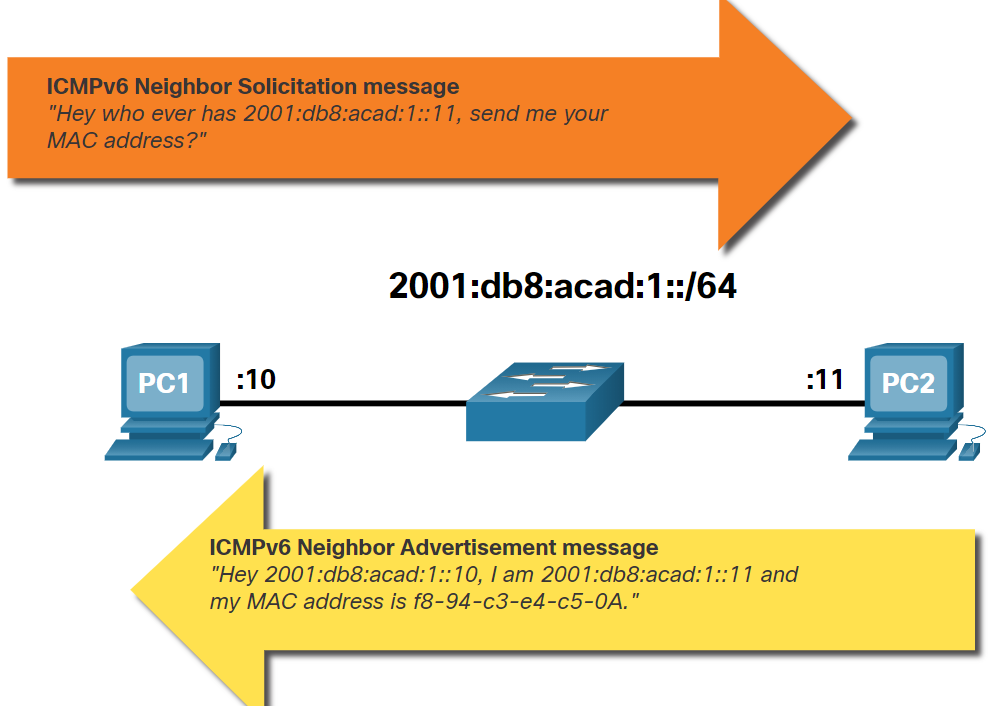 ICMPv6 Neighbor Solicitation message
"Hey who ever has 2001:db8:acad:1::11, send me your
MAC address?"
2001:db8:acad:1::/64
PC1
:10
:11
PC2
ICMPv6 Neighbor Advertisement message
"Hey 2001:db8:acad:1::10, I am 2001:db8:acad:1::11 and
my MAC address is f8-94-c3-e4-c5-0A."